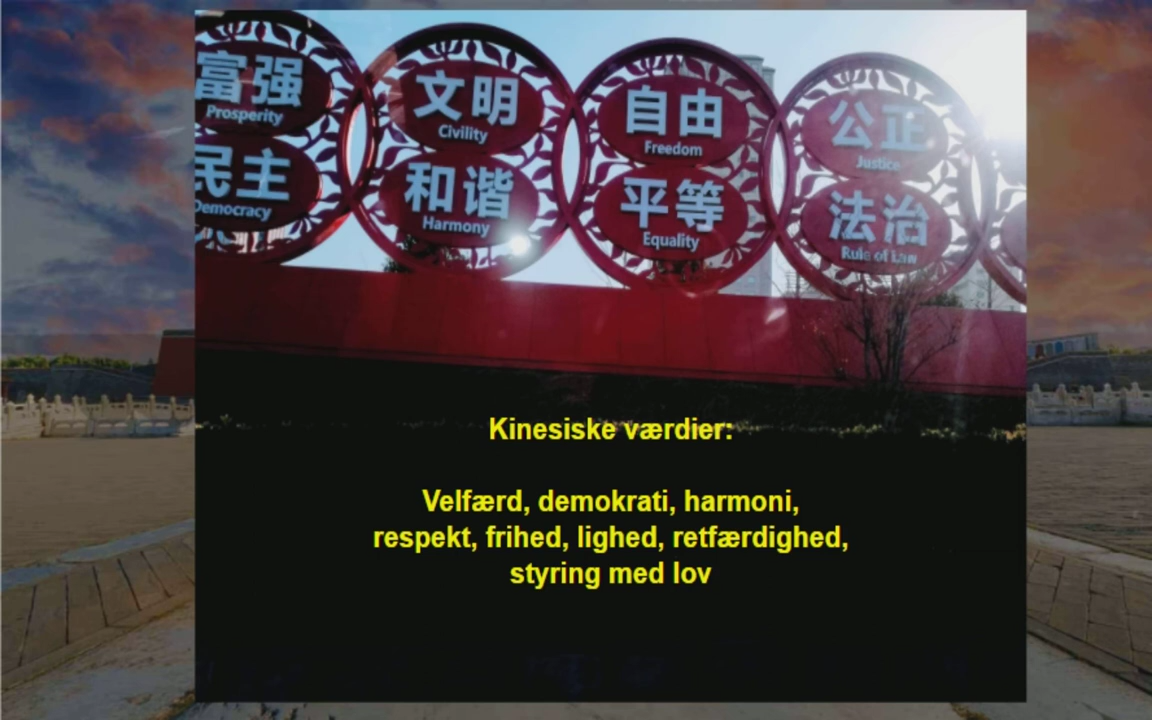 富强
Prosperity
民主
Democracy
文明
Civility
和谐
Harmony
自由
Freedom
平等
Equality
公正
Justice
法治
Rule of Law
Kinesiske værdier:
Velfærd, demokrati, harmoni,
respekt, frihed, lighed, retfærdighed,
styring med lov